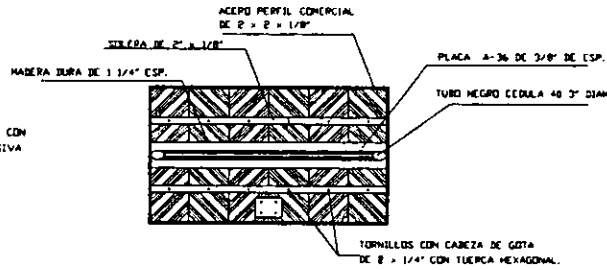 ACERO PERFIL COMERCIAL
DE 2 x 2 x 1/8"
SOLERA DE 2" x 1/8"
PLACA A-36 DE 3/8" DE ESP.
MADERA DURA DE 1 1/4" ESP.
TUBO NEGRO CEDULA 40 3" DIAM
CON
SIVA
TORNILLOS CON CABEZA DE GOTA
DE 2 x 1/4" CON TUERCA HEXAGONAL.